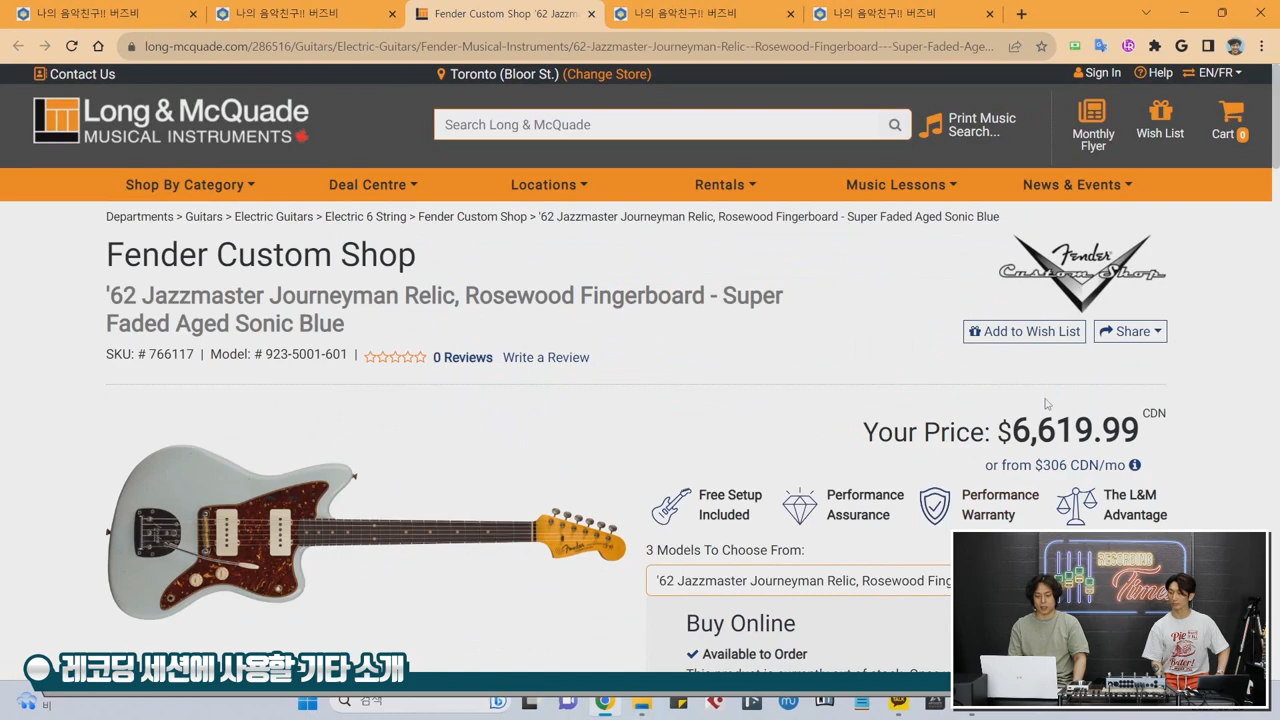 나의 음악친구!! 버즈비
나의 음악친구!! 버즈비
Fender Custom Shop '62 Jazzm
나의 음악친구!! 버즈비
나의 음악친구!! 버즈비
long-mcquade.com/286516/Guitars/Electric-Guitars/Fender-Musical-Instruments/62-Jazzmaster-Journeyman-Relic--Rosewood-Fingerboard---Super-Faded-Age...
Contact Us
Toronto (Bloor St.) (Change Store)
Sign In
Help
EN/FR
Long & McQuade
MUSICAL INSTRUMENTS
Search Long & McQuade
Print Music
Search...
Monthly
Flyer
Wish List
Cart 0
Shop By Category
Deal Centre
Locations
Rentals
Music Lessons
News & Events
Departments > Guitars > Electric Guitars > Electric 6 String > Fender Custom Shop > '62 Jazzmaster Journeyman Relic, Rosewood Fingerboard - Super Faded Aged Sonic Blue
Fender Custom Shop
Fender
Custom Shop
'62 Jazzmaster Journeyman Relic, Rosewood Fingerboard - Super
Faded Aged Sonic Blue
Add to Wish List
Share
SKU: # 766117 | Model: # 923-5001-601 |
0 Reviews
Write a Review
Your Price: $6,619.99 CDN
or from $306 CDN/mo
Free Setup
Included
Performance
Assurance
Performance
Warranty
The L&M
Advantage
3 Models To Choose From:
'62 Jazzmaster Journeyman Relic, Rosewood Fing
Buy Online
Available to Order
RECORDING
Time
Pie
Better!
레코딩 세션에 사용할 기타 소개
비
검색